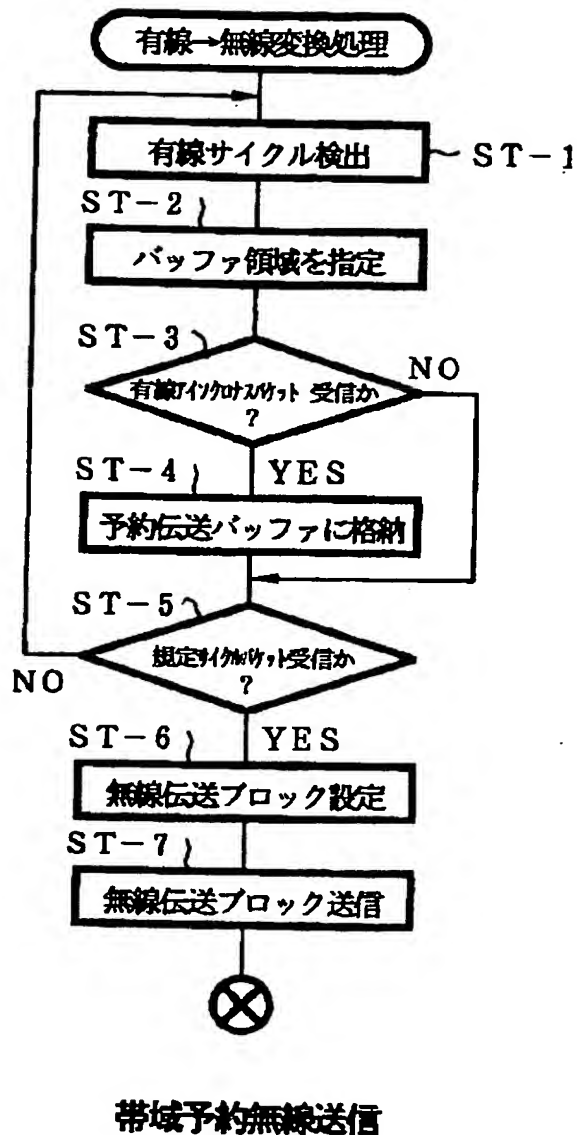 有線→無線変換処理
有線サイクル検出
ST-1
ST-2
バッファ領域を指定
ST-3
有線アイソクロナスパケット 受信か
?
NO
ST-4
YES
予約伝送バッファに格納
ST-5
規定サイクルパケット受信か
?
NO
ST-6
YES
無線伝送ブロック設定
ST-7
無線伝送ブロック送信
帯域予約無線送信